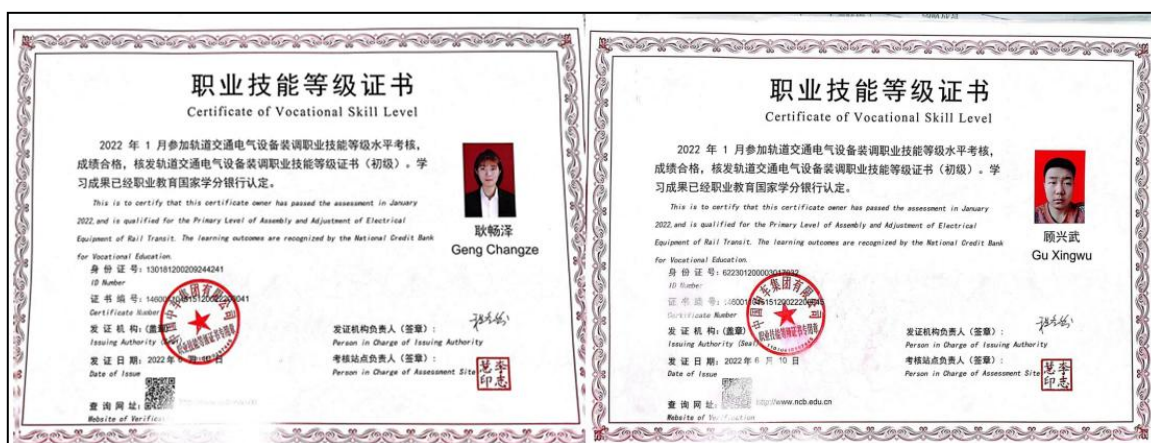 职业技能等级证书
Certificate of Vocational Skill Level
2022 年 1 月参加轨道交通电气设备装调职业技能等级水平考核，
成绩合格，核发轨道交通电气设备装调职业技能等级证书（初级）。学
习成果已经职业教育国家学分银行认定。
This is to certify that this certificate owner has passed the assessment in January
2022,and is qualified for the Primary Level of Assembly and Adjustment of Electrical
Equipment of Rail Transit. The learning outcomes are recognized by the National Credit Bank
for Vocational Education.
耿畅泽
Geng Changze
身 份 证 号：130181200209244241
ID Number
证 书 编 号：
Certificate Number
发 证 机 构：（盖章）
Issuing Authority
发 证 日 期：2022年6月10日
Date of Issue
发证机构负责人（签章）：
Person in Charge of Issuing Authority
考核站点负责人（签章）：
Person in Charge of Assessment Site
李志慧印
查 询 网 址：
Website of Verification
职业技能等级证书
Certificate of Vocational Skill Level
2022 年 1 月参加轨道交通电气设备装调职业技能等级水平考核，
成绩合格，核发轨道交通电气设备装调职业技能等级证书（初级）。学
习成果已经职业教育国家学分银行认定。
This is to certify that this certificate owner has passed the assessment in January
2022,and is qualified for the Primary Level of Assembly and Adjustment of Electrical
Equipment of Rail Transit. The learning outcomes are recognized by the National Credit Bank
for Vocational Education.
顾兴武
Gu Xingwu
身 份 证 号：
ID Number
证 书 编 号：
Certificate Number
发 证 机 构：（盖章）
Issuing Authority (Seal)
发 证 日 期：2022 年 6 月 10 日
Date of Issue
发证机构负责人（签章）：
Person in Charge of Issuing Authority
考核站点负责人（签章）：
Person in Charge of Assessment Site
李志慧印
查 询 网 址：http://www.ncb.edu.cn
Website of Verification